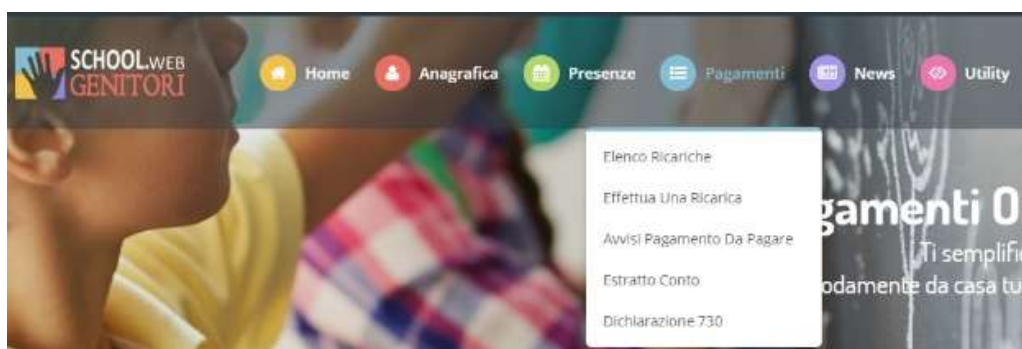 SCHOOL.WEB
GENITORI
Home
Anagrafica
Presenze
Pagamenti
News
Utility
Elenco Ricariche
Effettua Una Ricarica
Avvisi Pagamento Da Pagare
Estratto Conto
Dichiarazione 730
gamenti O
Ti semplific
odamente da casa tu